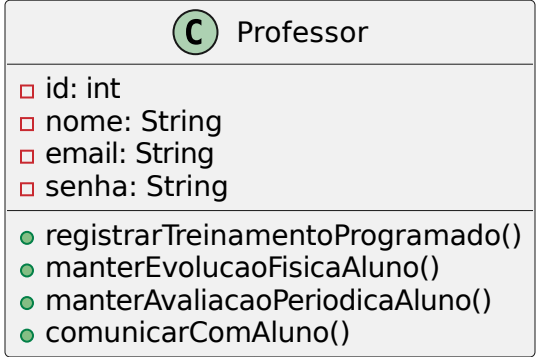 C Professor
id: int
nome: String
email: String
senha: String
registrarTreinamentoProgramado()
manterEvolucaoFisicaAluno()
manterAvaliacaoPeriodicaAluno()
comunicarComAluno()